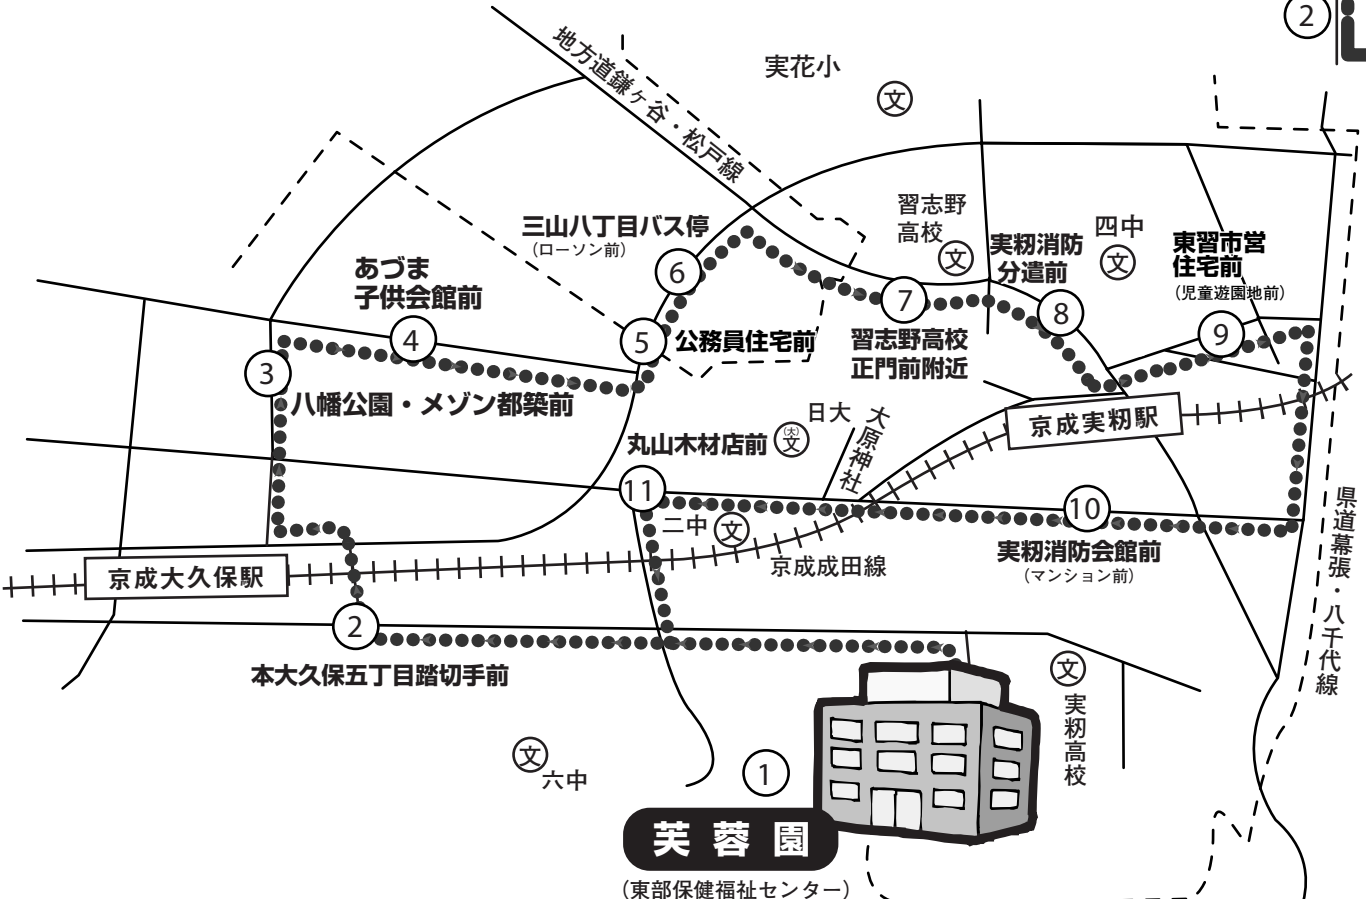 2
地方道鎌ヶ谷・松戸線
実花小
文
習志野
高校
文
四中
文
三山八丁目バス停
（ローソン前）
6
実籾消防
分遣前
東習市営
住宅前
（児童遊園地前）
あづま
子供会館前
4
5
公務員住宅前
7
習志野高校
正門前附近
8
9
3
八幡公園・メゾン都築前
日大
（大）
文
大原神社
京成実籾駅
丸山木材店前
11
二中
文
10
実籾消防会館前
（マンション前）
京成成田線
県道幕張・八千代線
京成大久保駅
2
本大久保五丁目踏切手前
文
実籾高校
文
六中
1
芙蓉園
（東部保健福祉センター）